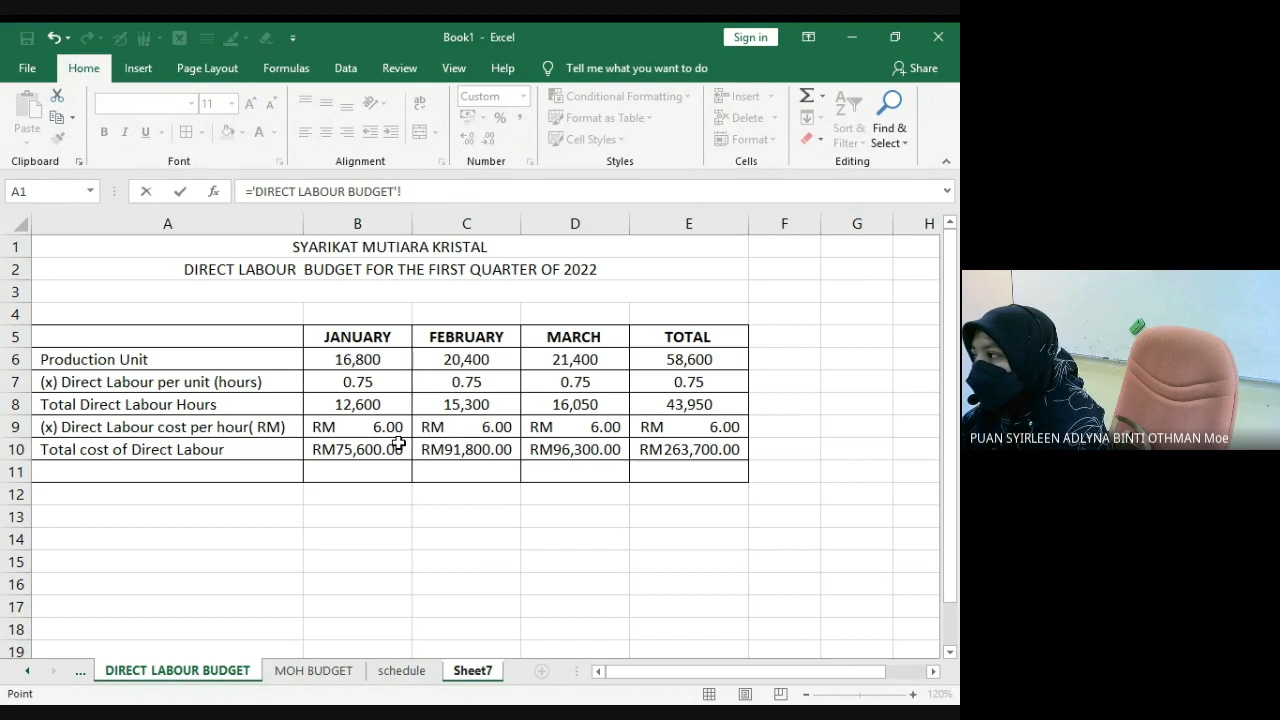 Book1 - Excel
Sign in
File Home Insert Page Layout Formulas Data Review View Help Tell me what you want to do Share
Paste
11 A A
B I U A
ab
Custom
%
Conditional Formatting
Format as Table
Cell Styles
Insert
Delete
Format
Σ
Sort & Filter
Find & Select
Clipboard Font Alignment Number Styles Cells Editing
A1 fx ='DIRECT LABOUR BUDGET'!
A B C D E F G H
1 SYARIKAT MUTIARA KRISTAL
2 DIRECT LABOUR BUDGET FOR THE FIRST QUARTER OF 2022
3
4
5 JANUARY FEBRUARY MARCH TOTAL
6 Production Unit 16,800 20,400 21,400 58,600
7 (x) Direct Labour per unit (hours) 0.75 0.75 0.75 0.75
8 Total Direct Labour Hours 12,600 15,300 16,050 43,950
9 (x) Direct Labour cost per hour( RM) RM 6.00 RM 6.00 RM 6.00 RM 6.00
10 Total cost of Direct Labour RM75,600.00 RM91,800.00 RM96,300.00 RM263,700.00
11
12
13
14
15
16
17
18
19
... DIRECT LABOUR BUDGET MOH BUDGET schedule Sheet7
Point 120%
PUAN SYIRLEEN ADLYNA BINTI OTHMAN Moe